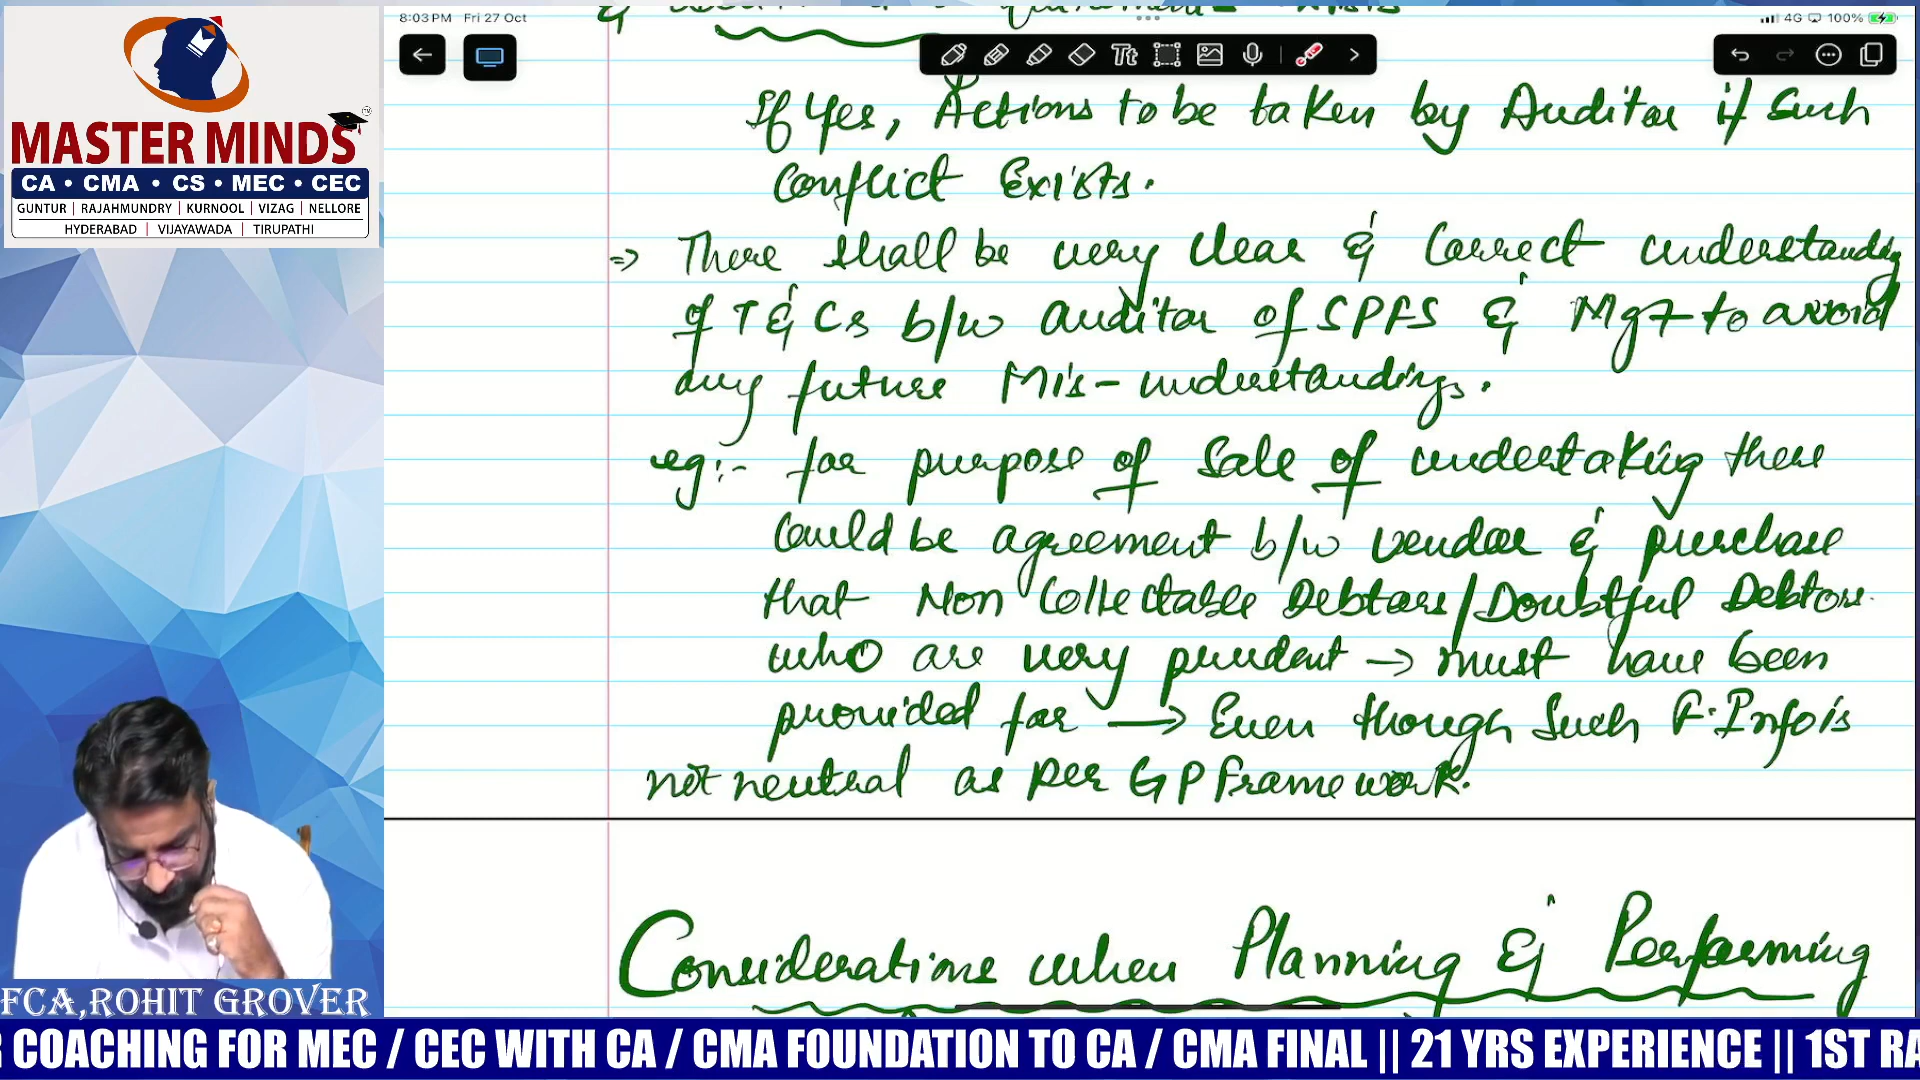 8:03 PM Fri 27 Oct
4G 100%
MASTER MINDS
CA • CMA • CS • MEC • CEC
GUNTUR | RAJAHMUNDRY | KURNOOL | VIZAG | NELLORE
HYDERABAD | VIJAYAWADA | TIRUPATHI
Tt
If Yes, Actions to be taken by Auditor if such
Conflict Exists.
=> There shall be very clear & Correct understanding
of T & Cs b/w auditor of SPFS & Mgt to avoid
any future Mis-understandings.
eg:- for purpose of Sale of undertaking there
could be agreement b/w vendor & purchase
that Non Collectable Debtors/Doubtful Debtors
who are very prudent → must have been
provided for → Even though Such F.Info is
not neutral as per GP Framework.
Considerations when Planning & Performing
FCA,ROHIT GROVER
R COACHING FOR MEC / CEC WITH CA / CMA FOUNDATION TO CA / CMA FINAL || 21 YRS EXPERIENCE || 1ST RA